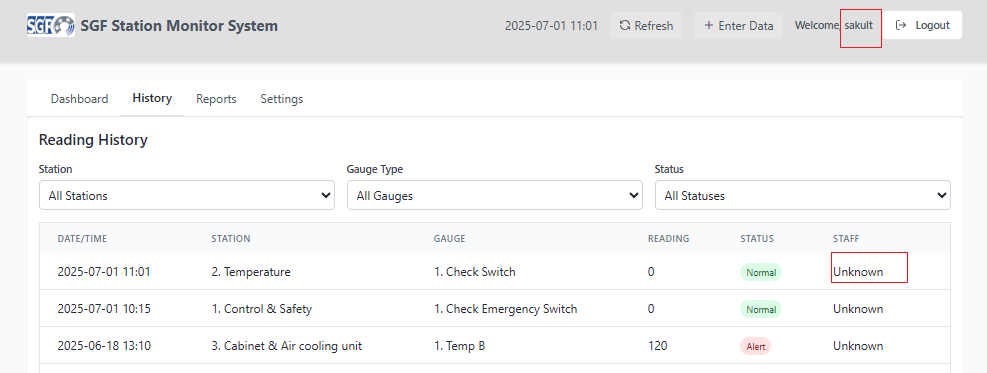 SGF SGF Station Monitor System 2025-07-01 11:01 Refresh + Enter Data Welcome, sakult Logout
Dashboard History Reports Settings
Reading History
Station Gauge Type Status
All Stations All Gauges All Statuses
DATE/TIME STATION GAUGE READING STATUS STAFF
2025-07-01 11:01 2. Temperature 1. Check Switch 0 Normal Unknown
2025-07-01 10:15 1. Control & Safety 1. Check Emergency Switch 0 Normal Unknown
2025-06-18 13:10 3. Cabinet & Air cooling unit 1. Temp B 120 Alert Unknown